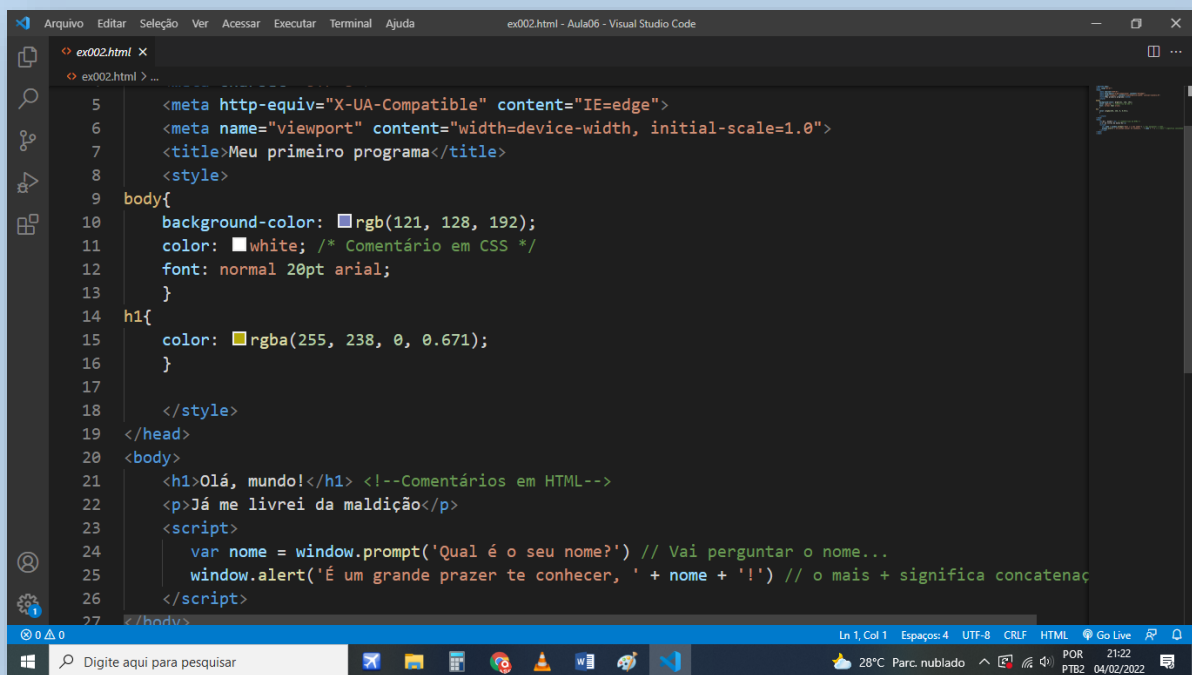 Arquivo Editar Seleção Ver Acessar Executar Terminal Ajuda ex002.html - Aula06 - Visual Studio Code
ex002.html
ex002.html > ...
5 <meta http-equiv="X-UA-Compatible" content="IE=edge">
6 <meta name="viewport" content="width=device-width, initial-scale=1.0">
7 <title>Meu primeiro programa</title>
8 <style>
9 body{
10 background-color: rgb(121, 128, 192);
11 color: white; /* Comentário em CSS */
12 font: normal 20pt arial;
13 }
14 h1{
15 color: rgba(255, 238, 0, 0.671);
16 }
17
18 </style>
19 </head>
20 <body>
21 <h1>Olá, mundo!</h1> <!--Comentários em HTML-->
22 <p>Já me livrei da maldição</p>
23 <script>
24 var nome = window.prompt('Qual é o seu nome?') // Vai perguntar o nome...
25 window.alert('É um grande prazer te conhecer, ' + nome + '!') // o mais + significa concatenaç
26 </script>
27 </body>
1
0 0 Ln 1, Col 1 Espaços: 4 UTF-8 CRLF HTML Go Live
Digite aqui para pesquisar 28°C Parc. nublado POR 21:22
PTB2 04/02/2022